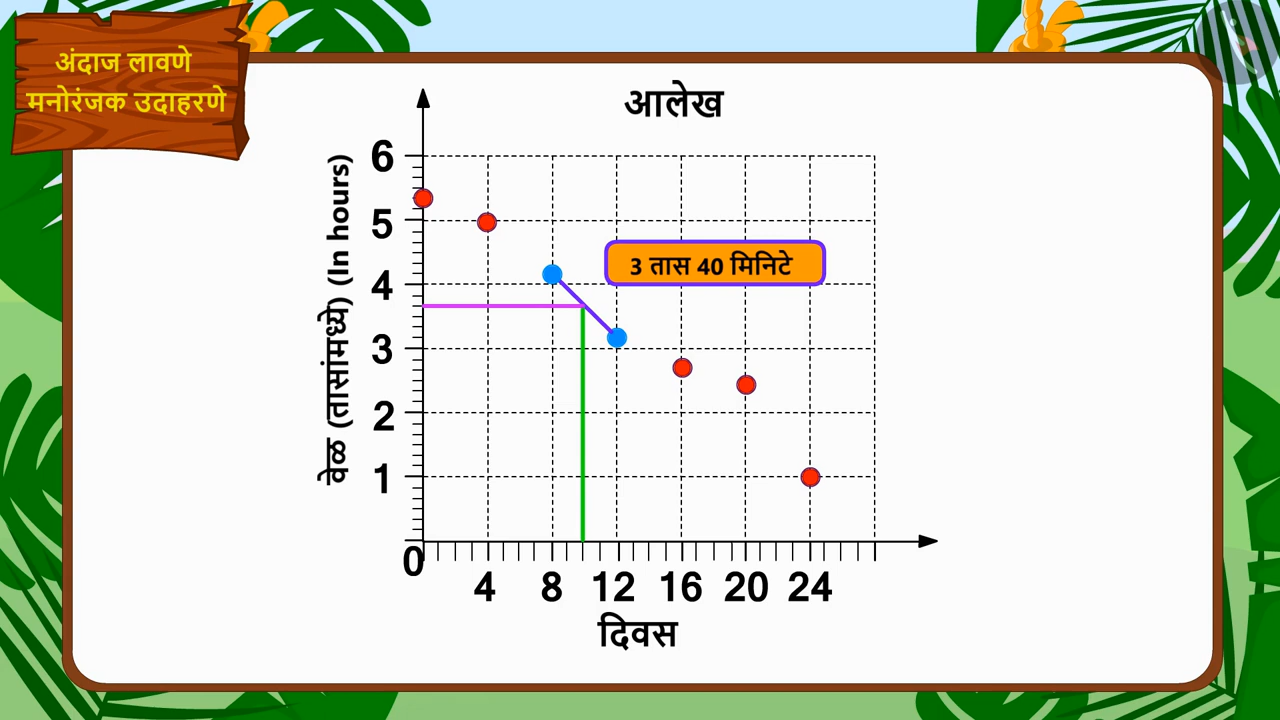 अंदाज लावणे
मनोरंजक उदाहरणे
आलेख
वेळ (तासांमध्ये) (In hours)
6
5
4
3
2
1
0
3 तास 40 मिनिटे
4 8 12 16 20 24
दिवस